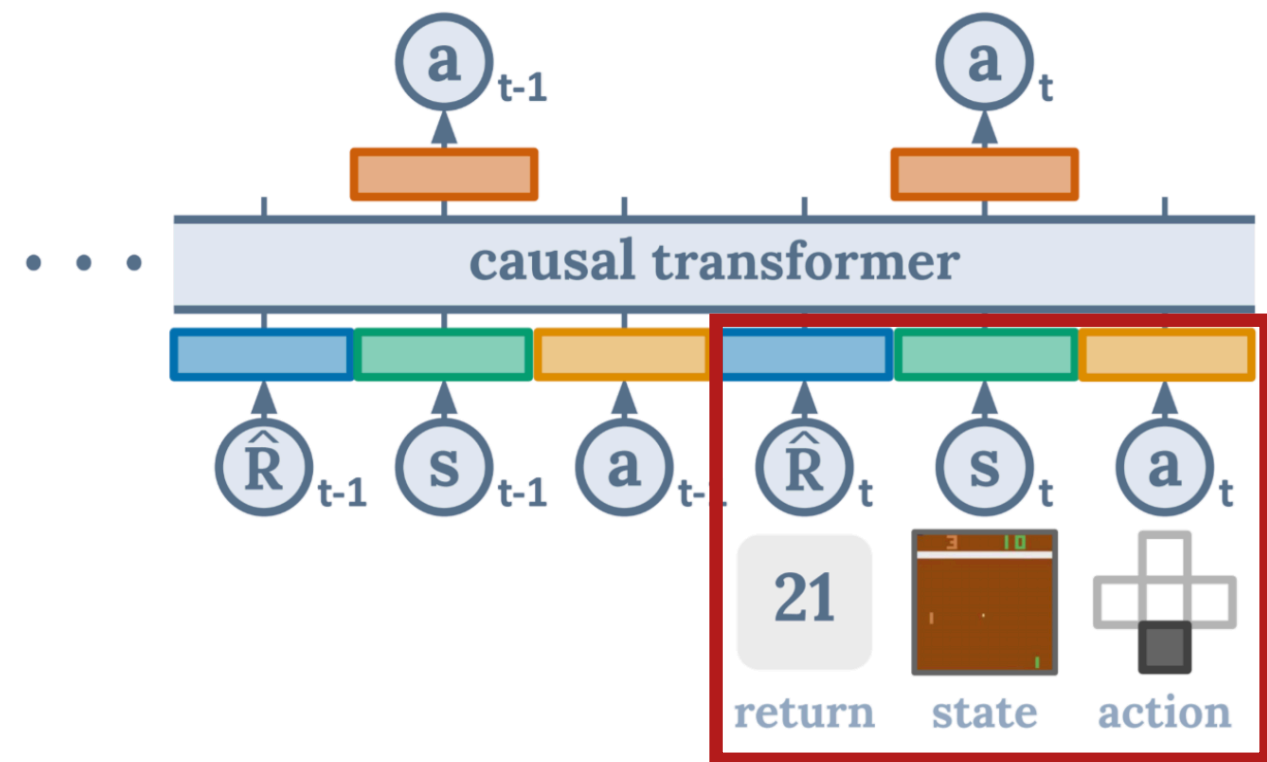 a t-1 a t
causal transformer
R̂ t-1 s t-1 a t-1 R̂ t s t a t
3 10
21
return state action